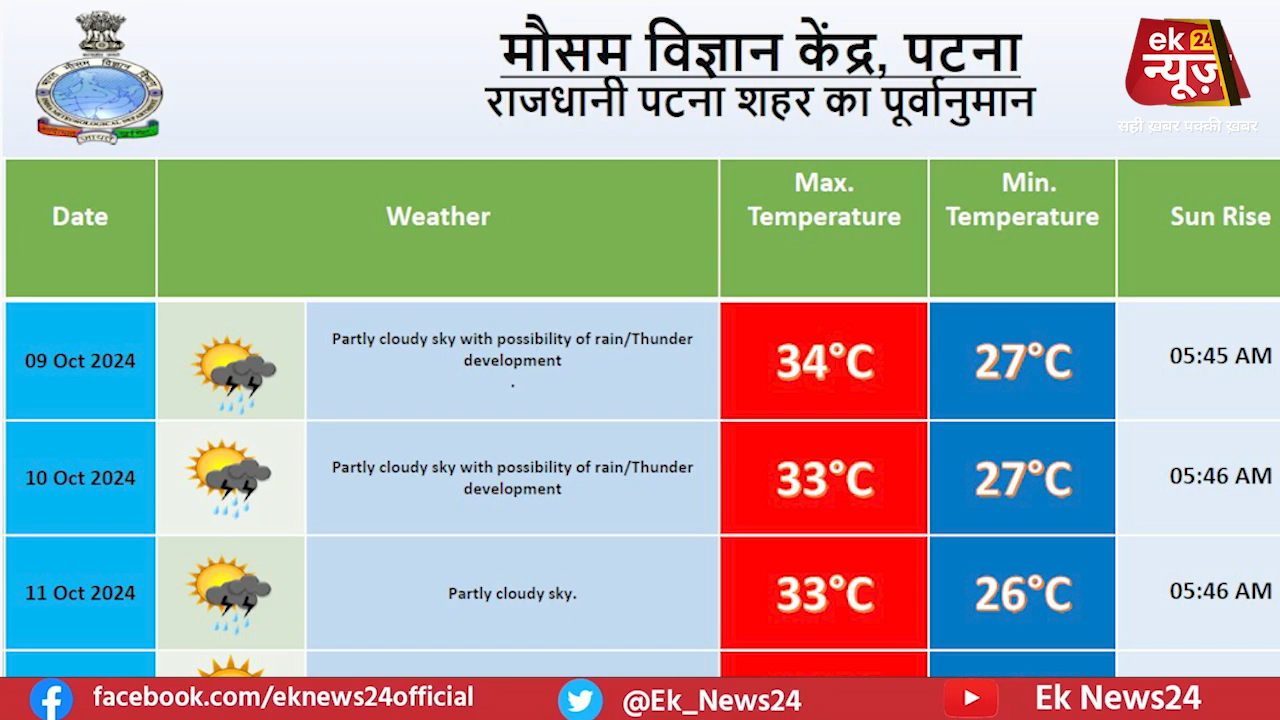 मौसम विज्ञान केंद्र, पटना
राजधानी पटना शहर का पूर्वानुमान
ek 24
न्यूज़
सही ख़बर पक्की ख़बर
Date
Weather
Max.
Temperature
Min.
Temperature
Sun Rise
09 Oct 2024
Partly cloudy sky with possibility of rain/Thunder
development
.
34°C
27°C
05:45 AM
10 Oct 2024
Partly cloudy sky with possibility of rain/Thunder
development
33°C
27°C
05:46 AM
11 Oct 2024
Partly cloudy sky.
33°C
26°C
05:46 AM
facebook.com/eknews24official
@Ek_News24
Ek News24